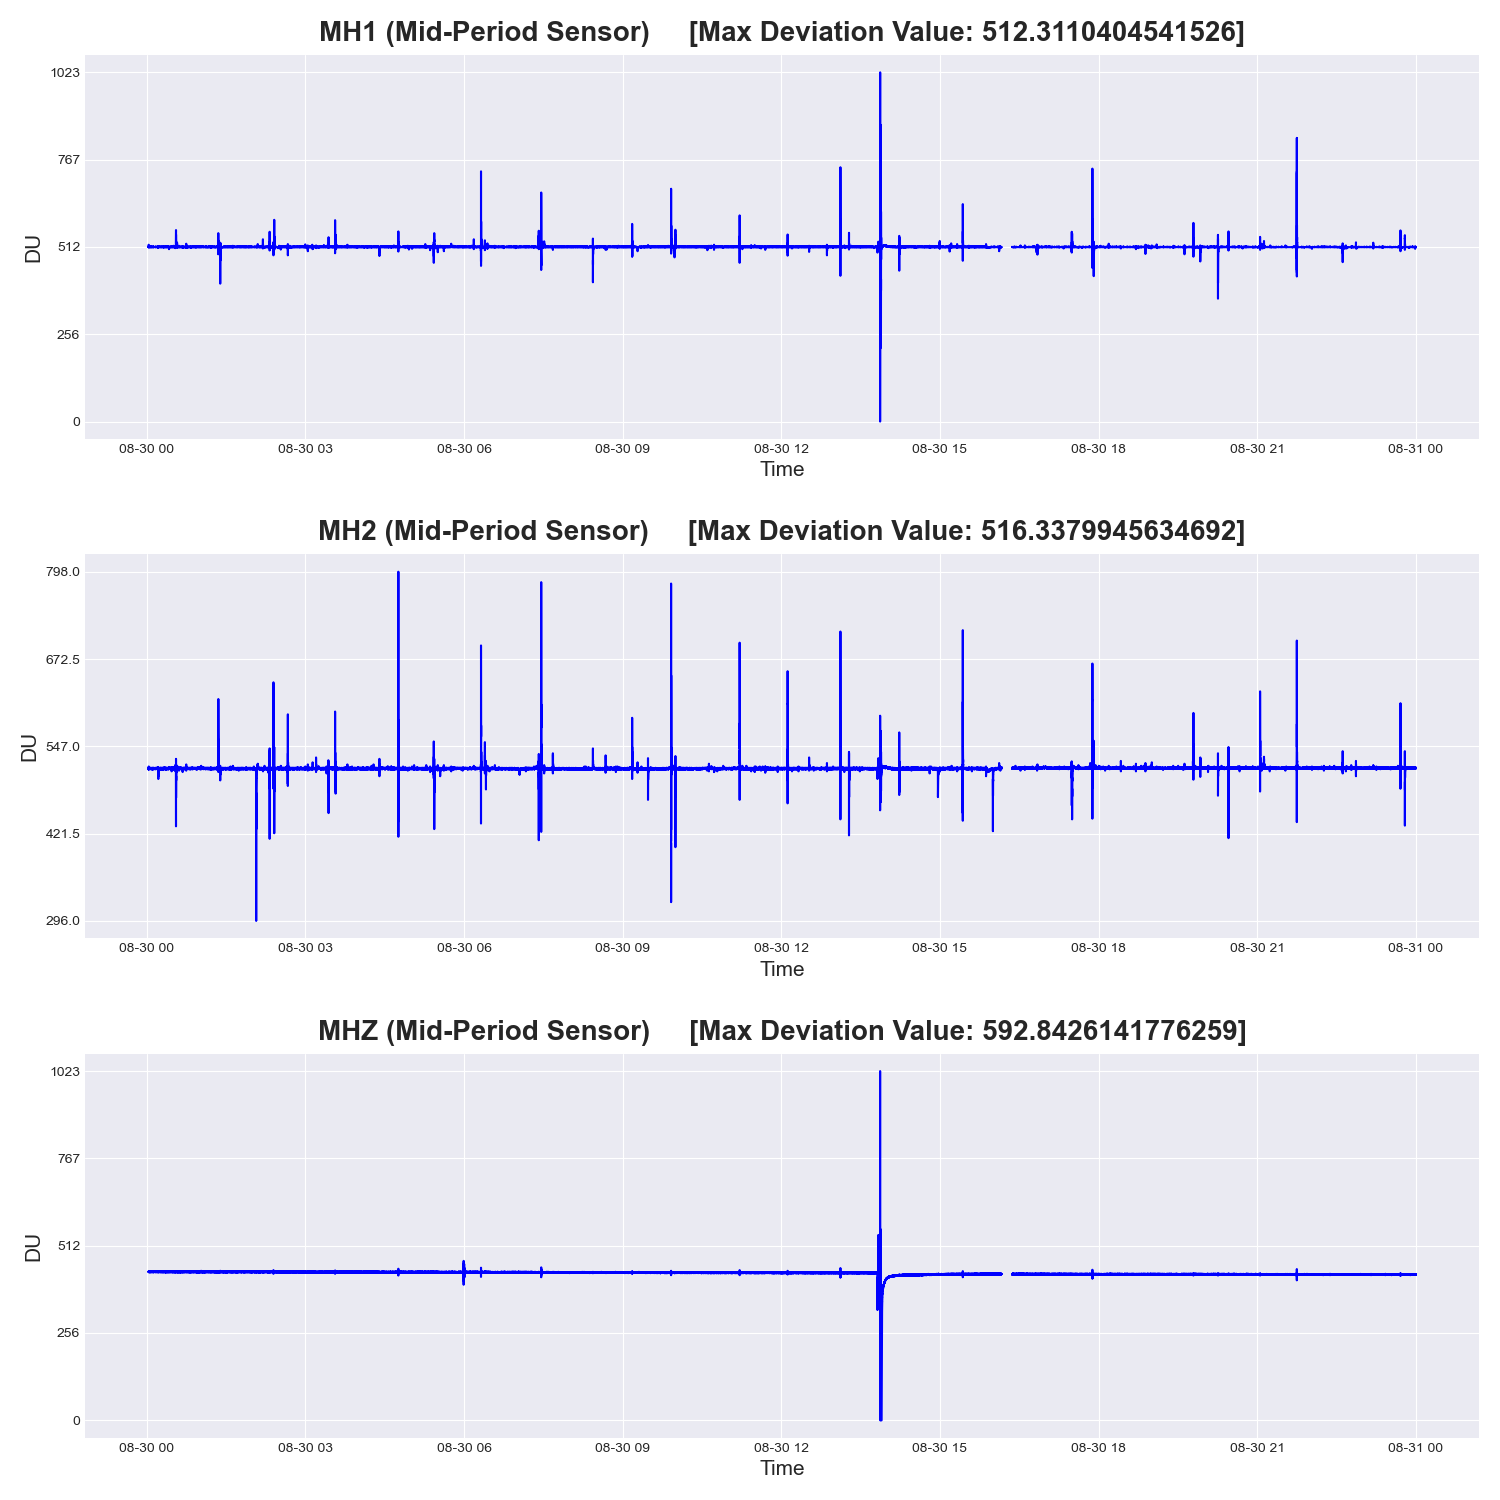 MH1 (Mid-Period Sensor) [Max Deviation Value: 512.3110404541526]
1023
767
512
256
0
DU
08-30 00 08-30 03 08-30 06 08-30 09 08-30 12 08-30 15 08-30 18 08-30 21 08-31 00
Time
MH2 (Mid-Period Sensor) [Max Deviation Value: 516.3379945634692]
798.0
672.5
547.0
421.5
296.0
DU
08-30 00 08-30 03 08-30 06 08-30 09 08-30 12 08-30 15 08-30 18 08-30 21 08-31 00
Time
MHZ (Mid-Period Sensor) [Max Deviation Value: 592.8426141776259]
1023
767
512
256
0
DU
08-30 00 08-30 03 08-30 06 08-30 09 08-30 12 08-30 15 08-30 18 08-30 21 08-31 00
Time